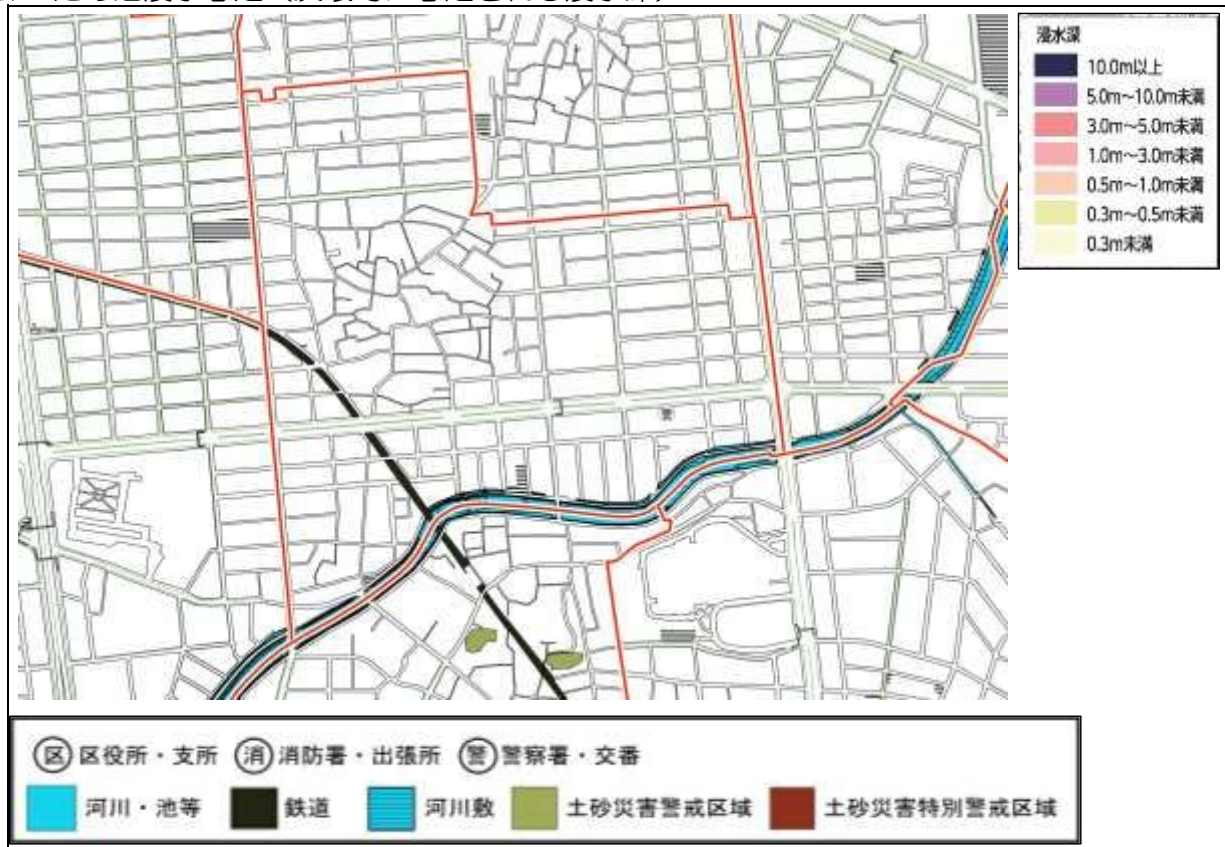 浸水深
10.0m以上
5.0m～10.0m未満
3.0m～5.0m未満
1.0m～3.0m未満
0.5m～1.0m未満
0.3m～0.5m未満
0.3m未満
区 区役所・支所 消 消防署・出張所 警 警察署・交番
河川・池等 鉄道 河川敷 土砂災害警戒区域 土砂災害特別警戒区域